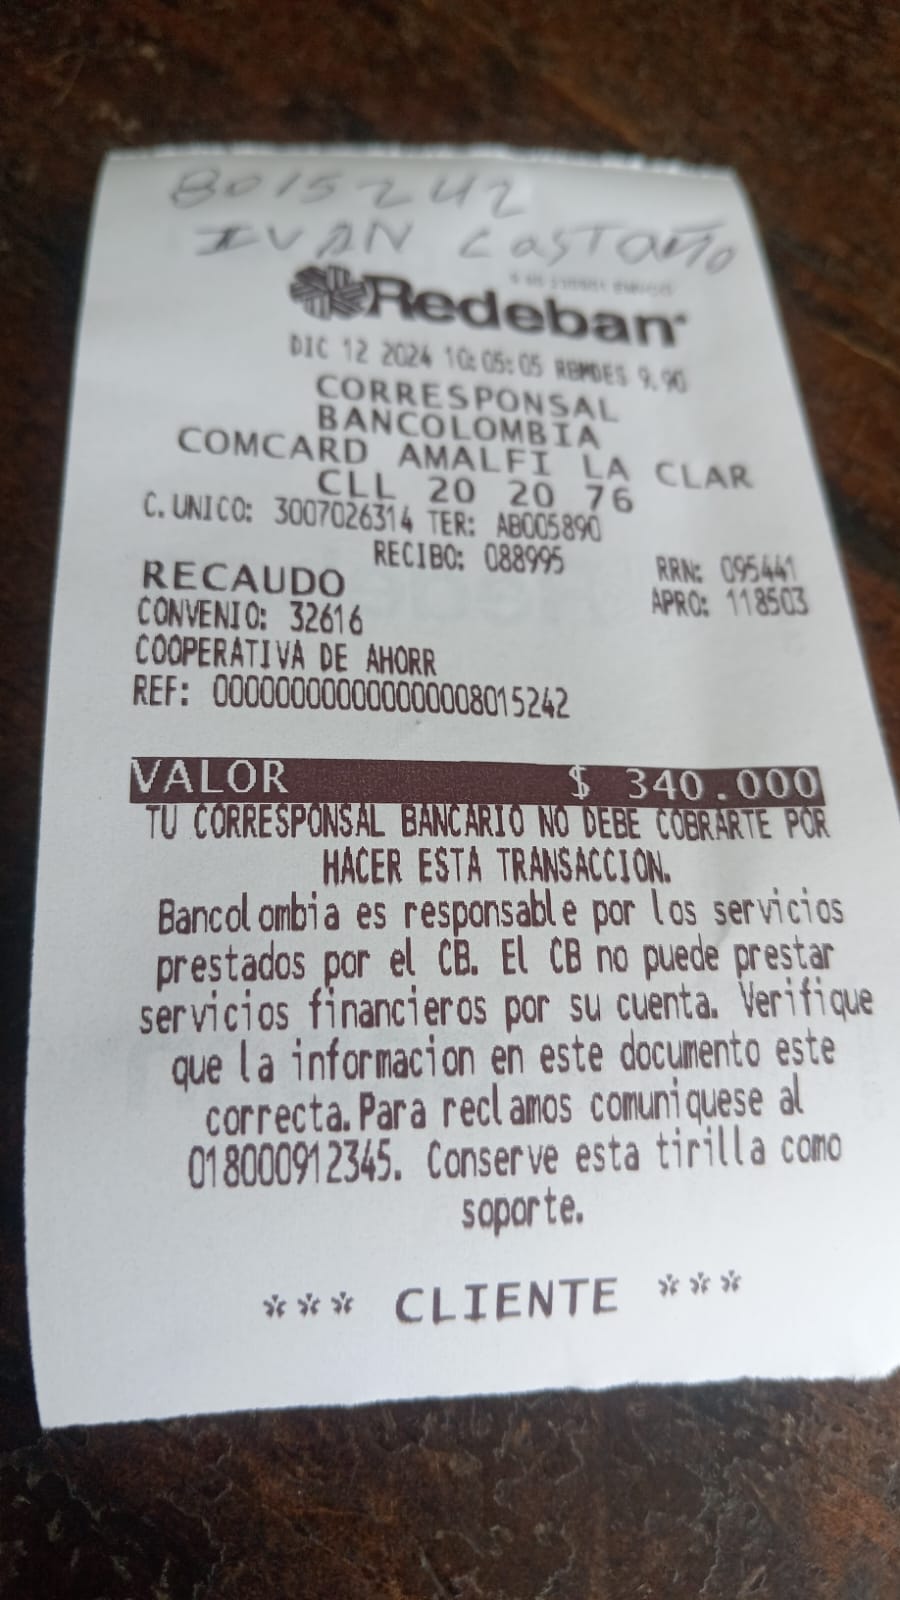 8015242
IVAN CASTAÑO
Redeban
DIC 12 2024 10:05:05 RBMDES 9.90
CORRESPONSAL
BANCOLOMBIA
COMCARD AMALFI LA CLAR
CLL 20 20 76
C.UNICO: 3007026314 TER: AB005890
RECIBO: 088995 RRN: 095441
RECAUDO APRO: 118503
CONVENIO: 32616
COOPERATIVA DE AHORR
REF: 00000000000000008015242
VALOR $ 340.000
TU CORRESPONSAL BANCARIO NO DEBE COBRARTE POR
HACER ESTA TRANSACCION.
Bancolombia es responsable por los servicios
prestados por el CB. El CB no puede prestar
servicios financieros por su cuenta. Verifique
que la informacion en este documento este
correcta. Para reclamos comuniquese al
018000912345. Conserve esta tirilla como
soporte.
*** CLIENTE ***